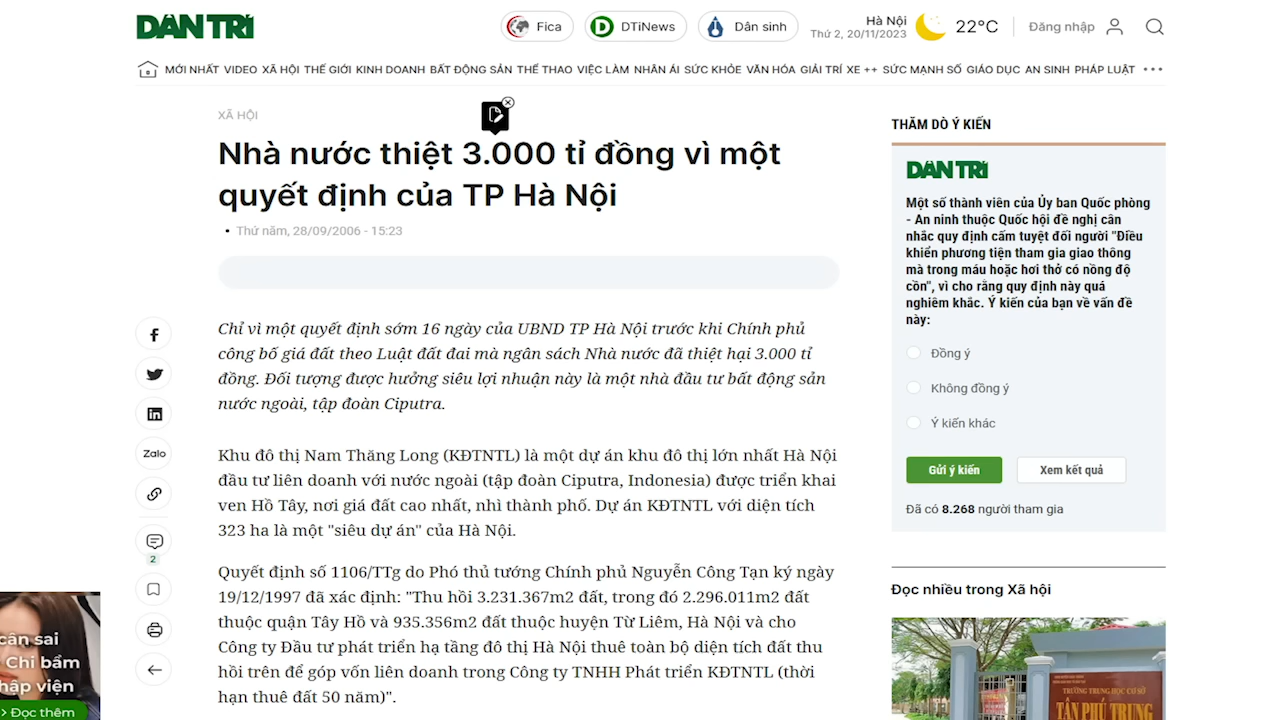 DÂN TRÍ
Fica
DTiNews
Dân sinh
Hà Nội
Thứ 2, 20/11/2023
22°C
Đăng nhập
MỚI NHẤT VIDEO XÃ HỘI THẾ GIỚI KINH DOANH BẤT ĐỘNG SẢN THỂ THAO VIỆC LÀM NHÂN ÁI SỨC KHỎE VĂN HÓA GIẢI TRÍ XE ++ SỨC MẠNH SỐ GIÁO DỤC AN SINH PHÁP LUẬT
XÃ HỘI
Nhà nước thiệt 3.000 tỉ đồng vì một
quyết định của TP Hà Nội
• Thứ năm, 28/09/2006 - 15:23
Chỉ vì một quyết định sớm 16 ngày của UBND TP Hà Nội trước khi Chính phủ
công bố giá đất theo Luật đất đai mà ngân sách Nhà nước đã thiệt hại 3.000 tỉ
đồng. Đối tượng được hưởng siêu lợi nhuận này là một nhà đầu tư bất động sản
nước ngoài, tập đoàn Ciputra.
Khu đô thị Nam Thăng Long (KĐTNTL) là một dự án khu đô thị lớn nhất Hà Nội
đầu tư liên doanh với nước ngoài (tập đoàn Ciputra, Indonesia) được triển khai
ven Hồ Tây, nơi giá đất cao nhất, nhì thành phố. Dự án KĐTNTL với diện tích
323 ha là một "siêu dự án" của Hà Nội.
Quyết định số 1106/TTg do Phó thủ tướng Chính phủ Nguyễn Công Tạn ký ngày
19/12/1997 đã xác định: "Thu hồi 3.231.367m2 đất, trong đó 2.296.011m2 đất
thuộc quận Tây Hồ và 935.356m2 đất thuộc huyện Từ Liêm, Hà Nội và cho
Công ty Đầu tư phát triển hạ tầng đô thị Hà Nội thuê toàn bộ diện tích đất thu
hồi trên để góp vốn liên doanh trong Công ty TNHH Phát triển KĐTNTL (thời
hạn thuê đất 50 năm)".
Zalo
2
cân sai
Chi bầm
nhập viện
> Đọc thêm
THĂM DÒ Ý KIẾN
DÂN TRÍ
Một số thành viên của Ủy ban Quốc phòng
- An ninh thuộc Quốc hội đề nghị cân
nhắc quy định cấm tuyệt đối người "Điều
khiển phương tiện tham gia giao thông
mà trong máu hoặc hơi thở có nồng độ
cồn", vì cho rằng quy định này quá
nghiêm khắc. Ý kiến của bạn về vấn đề
này:
Đồng ý
Không đồng ý
Ý kiến khác
Gửi ý kiến
Xem kết quả
Đã có 8.268 người tham gia
Đọc nhiều trong Xã hội
TRƯỜNG TRUNG HỌC CƠ SỞ
TÂN PHÚ TRUNG